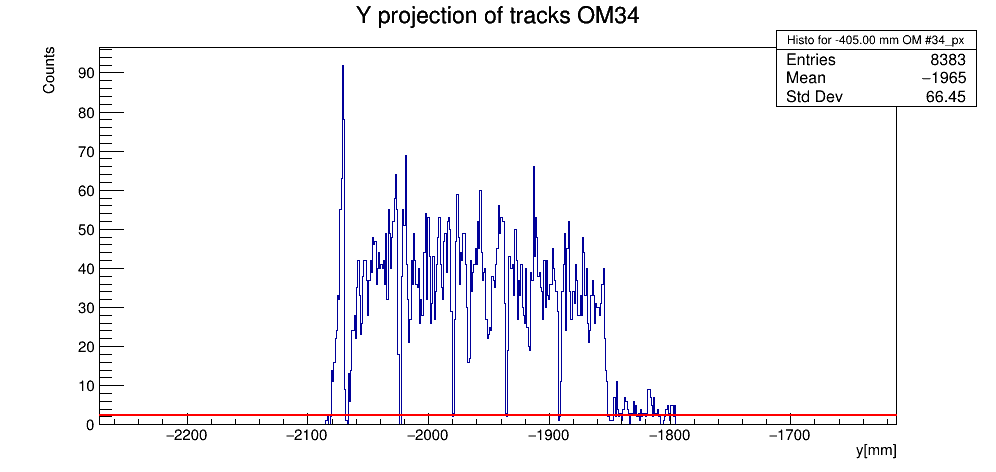 Y projection of tracks OM34
Histo for -405.00 mm OM #34_px
Entries 8383
Mean −1965
Std Dev 66.45
Counts
90
80
70
60
50
40
30
20
10
0
−2200 −2100 −2000 −1900 −1800 −1700
y[mm]